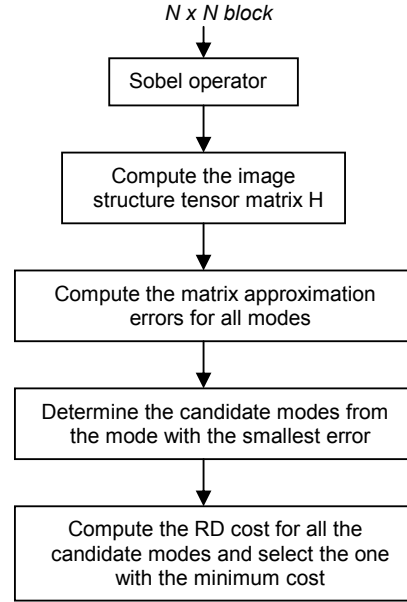 N x N block
Sobel operator
Compute the image
structure tensor matrix H
Compute the matrix approximation
errors for all modes
Determine the candidate modes from
the mode with the smallest error
Compute the RD cost for all the
candidate modes and select the one
with the minimum cost